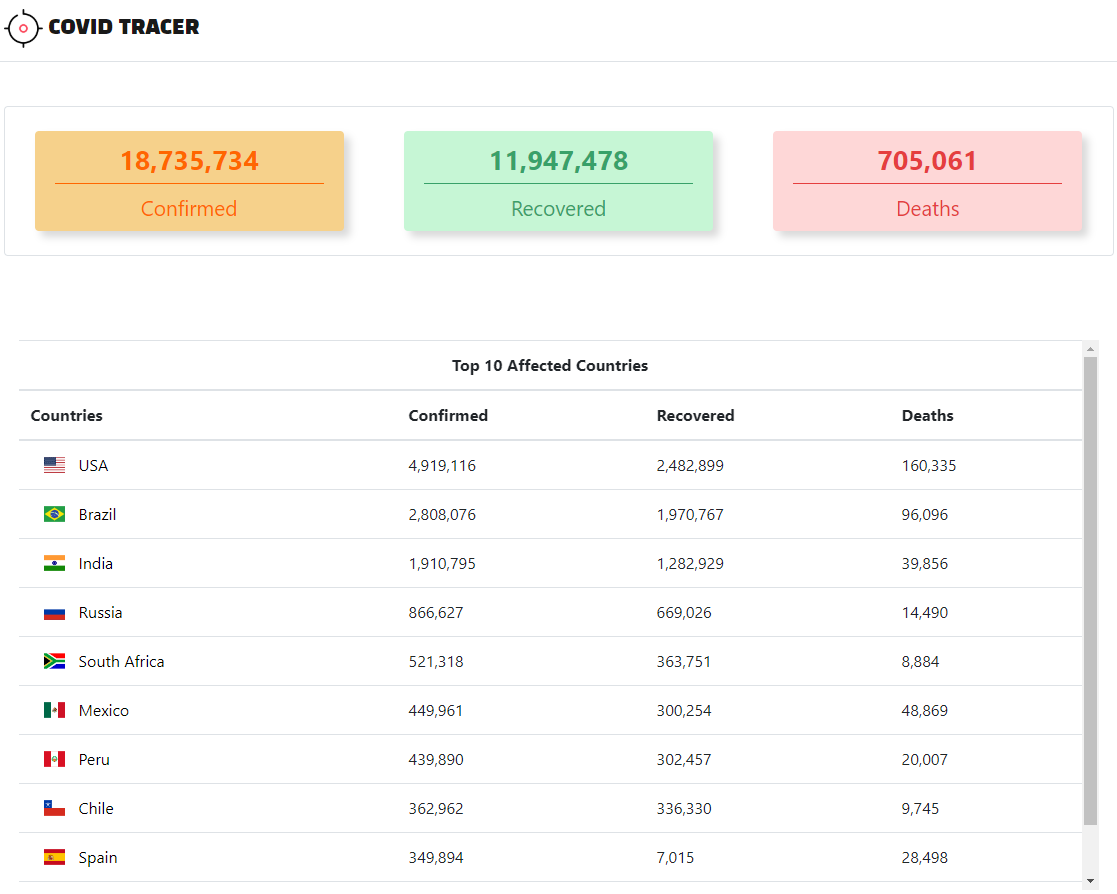 COVID TRACER
18,735,734 11,947,478 705,061
Confirmed Recovered Deaths
Top 10 Affected Countries
Countries Confirmed Recovered Deaths
USA 4,919,116 2,482,899 160,335
Brazil 2,808,076 1,970,767 96,096
India 1,910,795 1,282,929 39,856
Russia 866,627 669,026 14,490
South Africa 521,318 363,751 8,884
Mexico 449,961 300,254 48,869
Peru 439,890 302,457 20,007
Chile 362,962 336,330 9,745
Spain 349,894 7,015 28,498